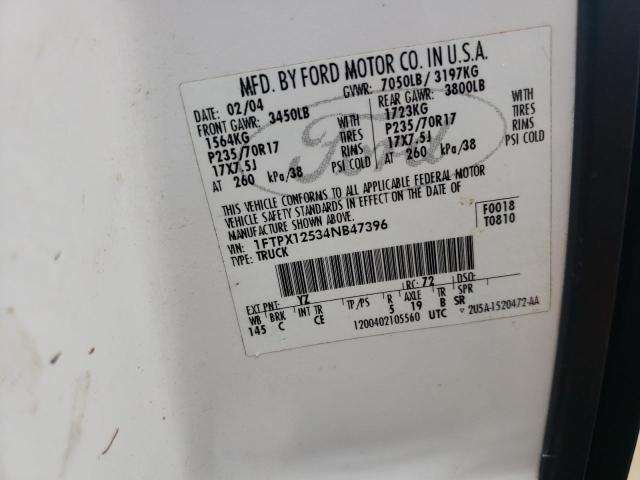 MFD. BY FORD MOTOR CO. IN U.S.A.
DATE: 02/04 GVWR: 7050LB/ 3197KG
FRONT GAWR: 3450LB REAR GAWR: 3800LB
1564KG WITH 1723KG WITH
P235/70R17 TIRES P235/70R17 TIRES
17X7.5J RIMS 17X7.5J RIMS
AT 260 kPa/38 PSI COLD AT 260 kPa/38 PSI COLD
Ford
THIS VEHICLE CONFORMS TO ALL APPLICABLE FEDERAL MOTOR
VEHICLE SAFETY STANDARDS IN EFFECT ON THE DATE OF
MANUFACTURE SHOWN ABOVE.
VIN: 1FTPX12534NB47396 F0018
TYPE: TRUCK T0810
EXT PNT: YZ RC: 72 DSO:
WB BRK INT TR TP/PS R AXLE TR SPR
145 C CE 5 19 B SR
1200402105560 UTC 2U5A-1520472-AA